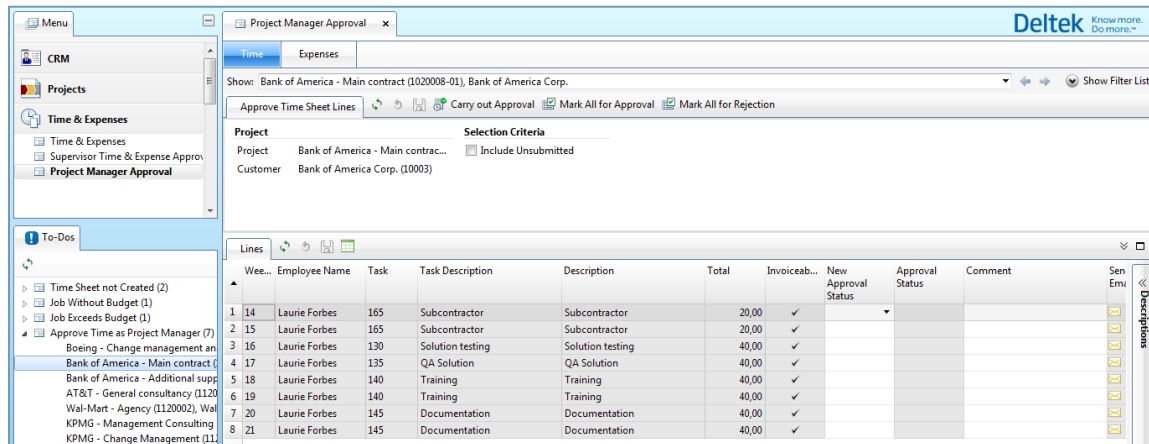 Menu
CRM
Projects
Time & Expenses
Time & Expenses
Supervisor Time & Expense Approv
Project Manager Approval
To-Dos
Time Sheet not Created (2)
Job Without Budget (1)
Job Exceeds Budget (1)
Approve Time as Project Manager (7)
Boeing - Change management an
Bank of America - Main contract (
Bank of America - Additional supp
AT&T - General consultancy (1120
Wal-Mart - Agency (1120002), Wal
KPMG - Management Consulting
KPMG - Change Management (112
Project Manager Approval x
Deltek Know more. Do more.™
Time Expenses
Show: Bank of America - Main contract (1020008-01), Bank of America Corp. Show Filter List
Approve Time Sheet Lines Carry out Approval Mark All for Approval Mark All for Rejection
Project Selection Criteria
Project Bank of America - Main contrac... Include Unsubmitted
Customer Bank of America Corp. (10003)
Lines
Wee... Employee Name Task Task Description Description Total Invoiceab... New Approval Status Approval Status Comment Sen Ema
1 14 Laurie Forbes 165 Subcontractor Subcontractor 20,00 ✓
2 15 Laurie Forbes 165 Subcontractor Subcontractor 20,00 ✓
3 16 Laurie Forbes 130 Solution testing Solution testing 40,00 ✓
4 17 Laurie Forbes 135 QA Solution QA Solution 40,00 ✓
5 18 Laurie Forbes 140 Training Training 40,00 ✓
6 19 Laurie Forbes 140 Training Training 40,00 ✓
7 20 Laurie Forbes 145 Documentation Documentation 40,00 ✓
8 21 Laurie Forbes 145 Documentation Documentation 40,00 ✓
Descriptions